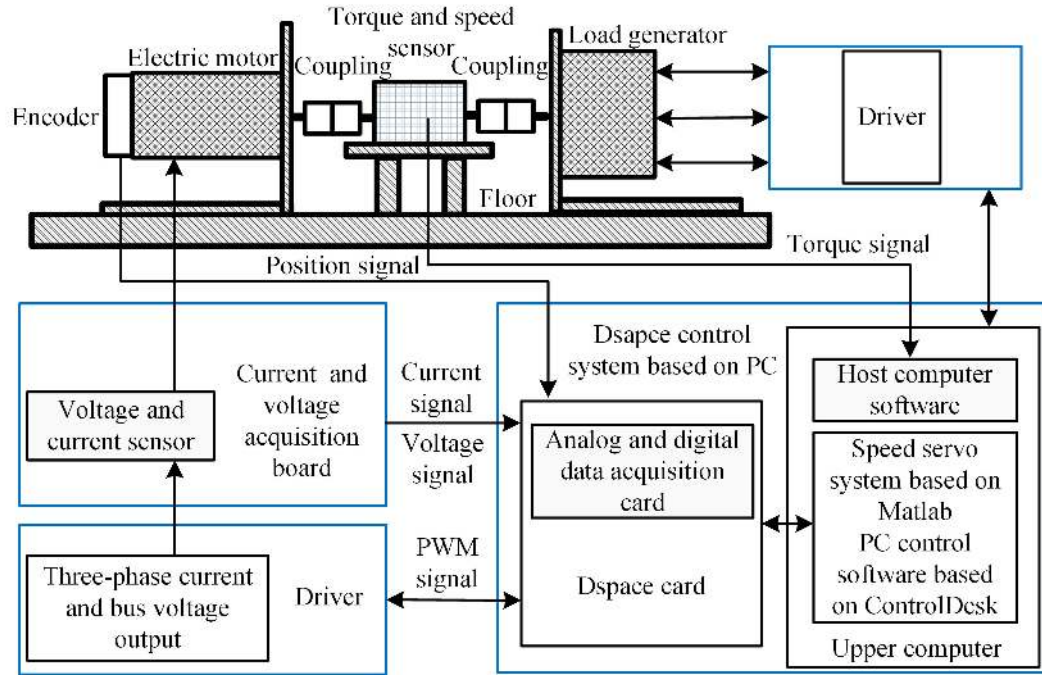 Torque and speed
sensor
Electric motor
Coupling
Coupling
Load generator
Encoder
Driver
Floor
Position signal
Torque signal
Dsapce control
system based on PC
Current and
voltage
acquisition
board
Current
signal
Voltage
signal
Voltage and
current sensor
Host computer
software
Analog and digital
data acquisition
card
Speed servo
system based on
Matlab
PC control
software based
on ControlDesk
PWM
signal
Three-phase current
and bus voltage
output
Driver
Dspace card
Upper computer